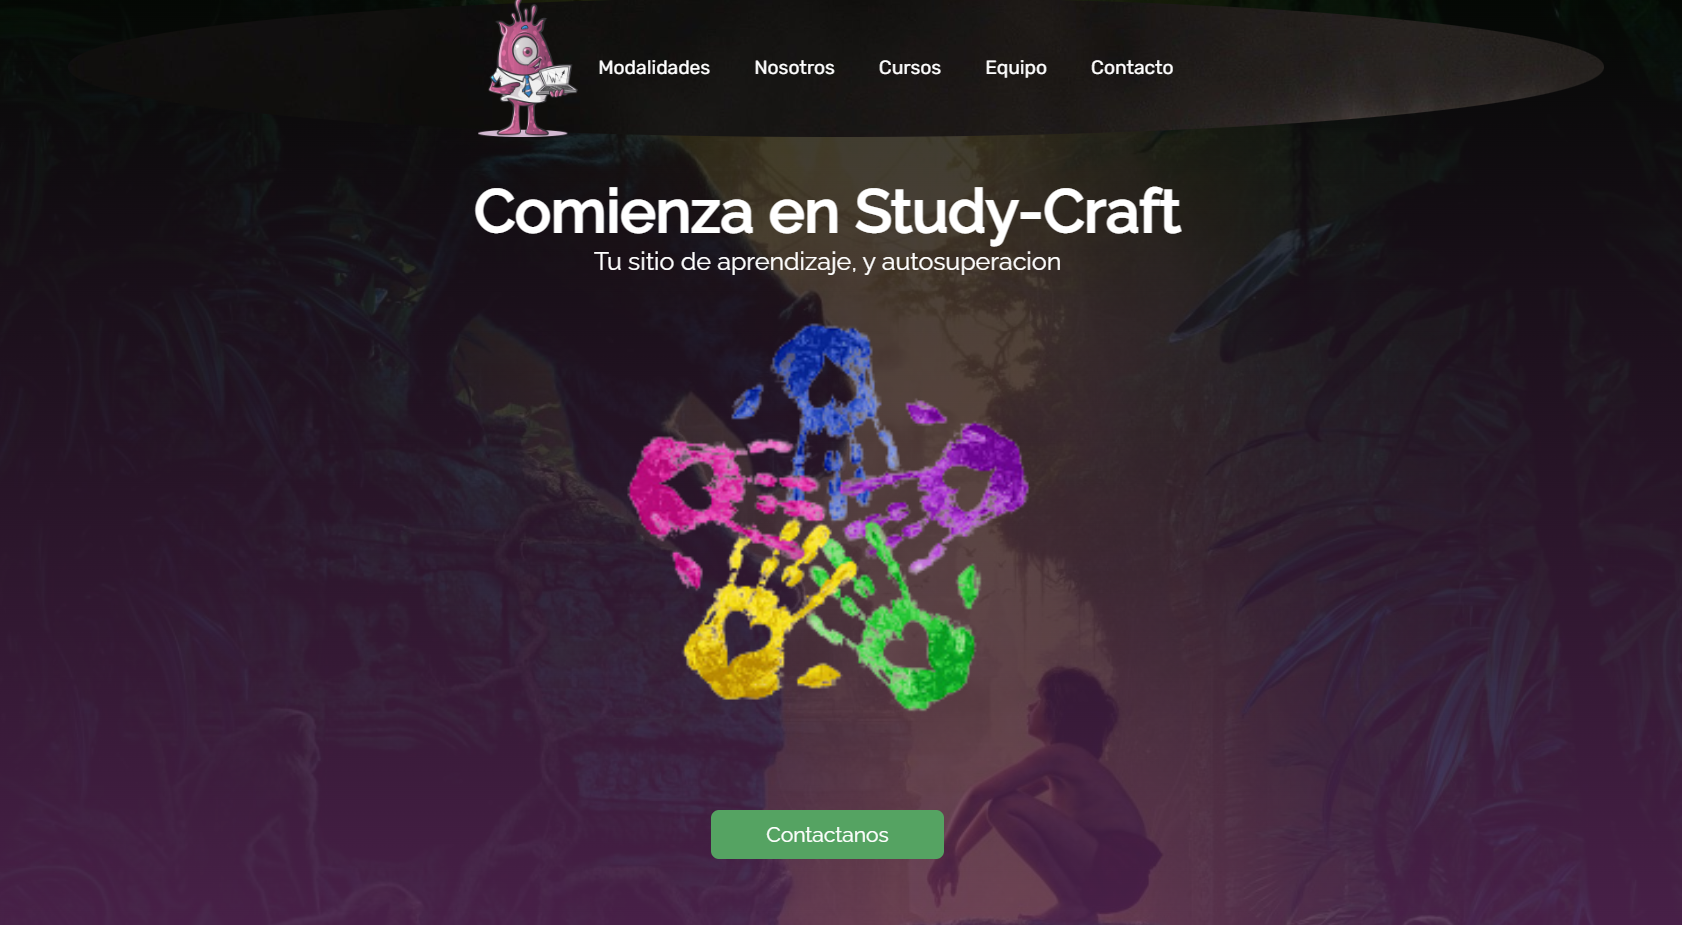 Modalidades Nosotros Cursos Equipo Contacto
Comienza en Study-Craft
Tu sitio de aprendizaje, y autosuperacion
Contactanos